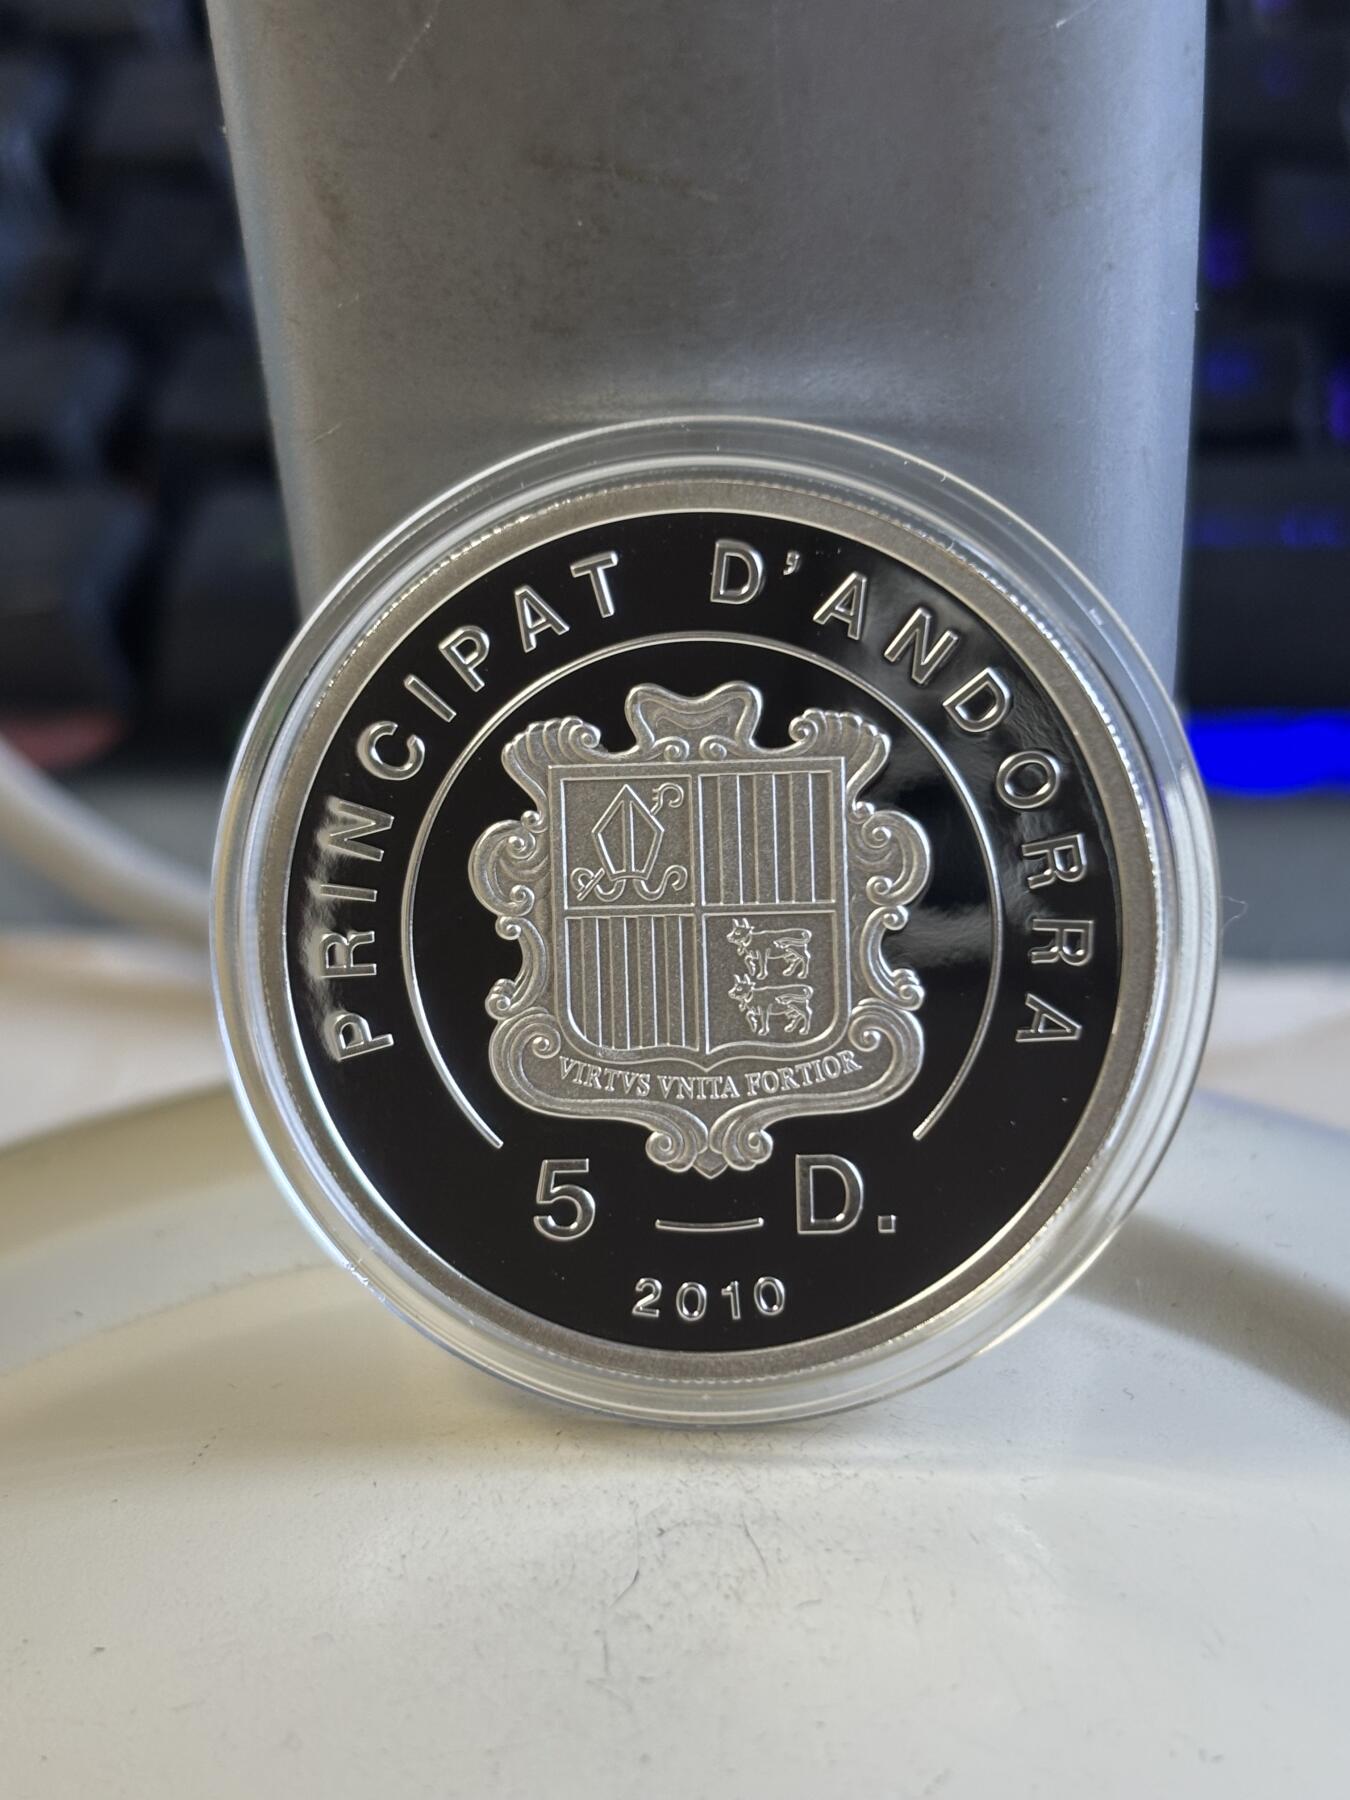 PRINCIPAT D'ANDORRA
VIRTVS VNITA FORTIOR
5 — D.
2010